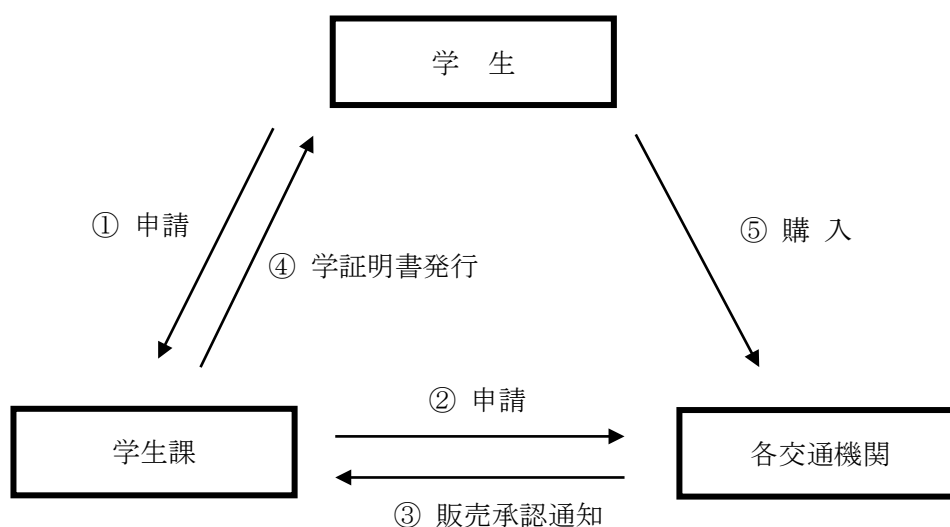 学 生
① 申請
⑤ 購 入
④ 学証明書発行
② 申請
学生課
各交通機関
③ 販売承認通知